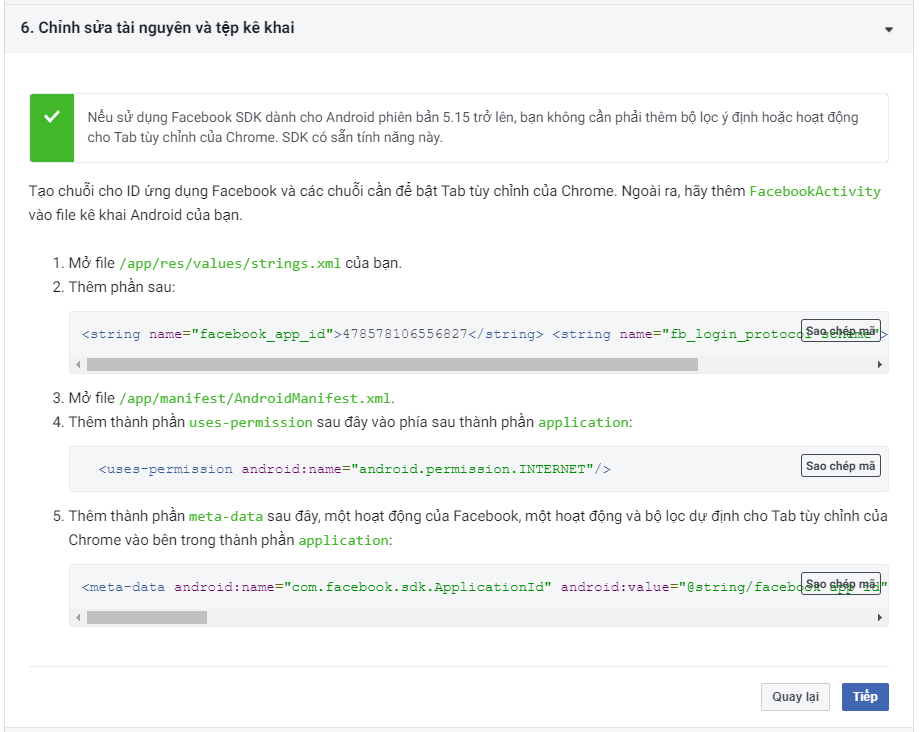 6. Chỉnh sửa tài nguyên và tệp kê khai
Nếu sử dụng Facebook SDK dành cho Android phiên bản 5.15 trở lên, bạn không cần phải thêm bộ lọc ý định hoặc hoạt động
cho Tab tùy chỉnh của Chrome. SDK có sẵn tính năng này.
Tạo chuỗi cho ID ứng dụng Facebook và các chuỗi cần để bật Tab tùy chỉnh của Chrome. Ngoài ra, hãy thêm FacebookActivity
vào file kê khai Android của bạn.
1. Mở file /app/res/values/strings.xml của bạn.
2. Thêm phần sau:
<string name="facebook_app_id">478578106556827</string> <string name="fb_login_protocol_scheme">
Sao chép mã
3. Mở file /app/manifest/AndroidManifest.xml.
4. Thêm thành phần uses-permission sau đây vào phía sau thành phần application:
<uses-permission android:name="android.permission.INTERNET"/>
Sao chép mã
5. Thêm thành phần meta-data sau đây, một hoạt động của Facebook, một hoạt động và bộ lọc dự định cho Tab tùy chỉnh của
Chrome vào bên trong thành phần application:
<meta-data android:name="com.facebook.sdk.ApplicationId" android:value="@string/facebook_app_id"
Sao chép mã
Quay lại
Tiếp